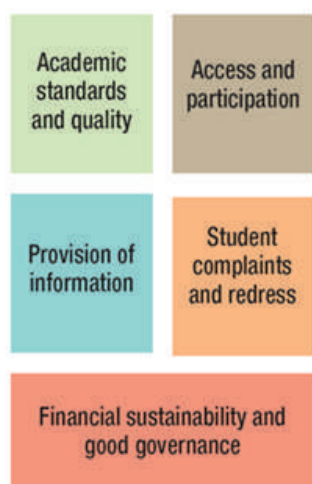 Academic
standards
and quality
Access and
participation
Provision of
information
Student
complaints
and redress
Financial sustainability and
good governance